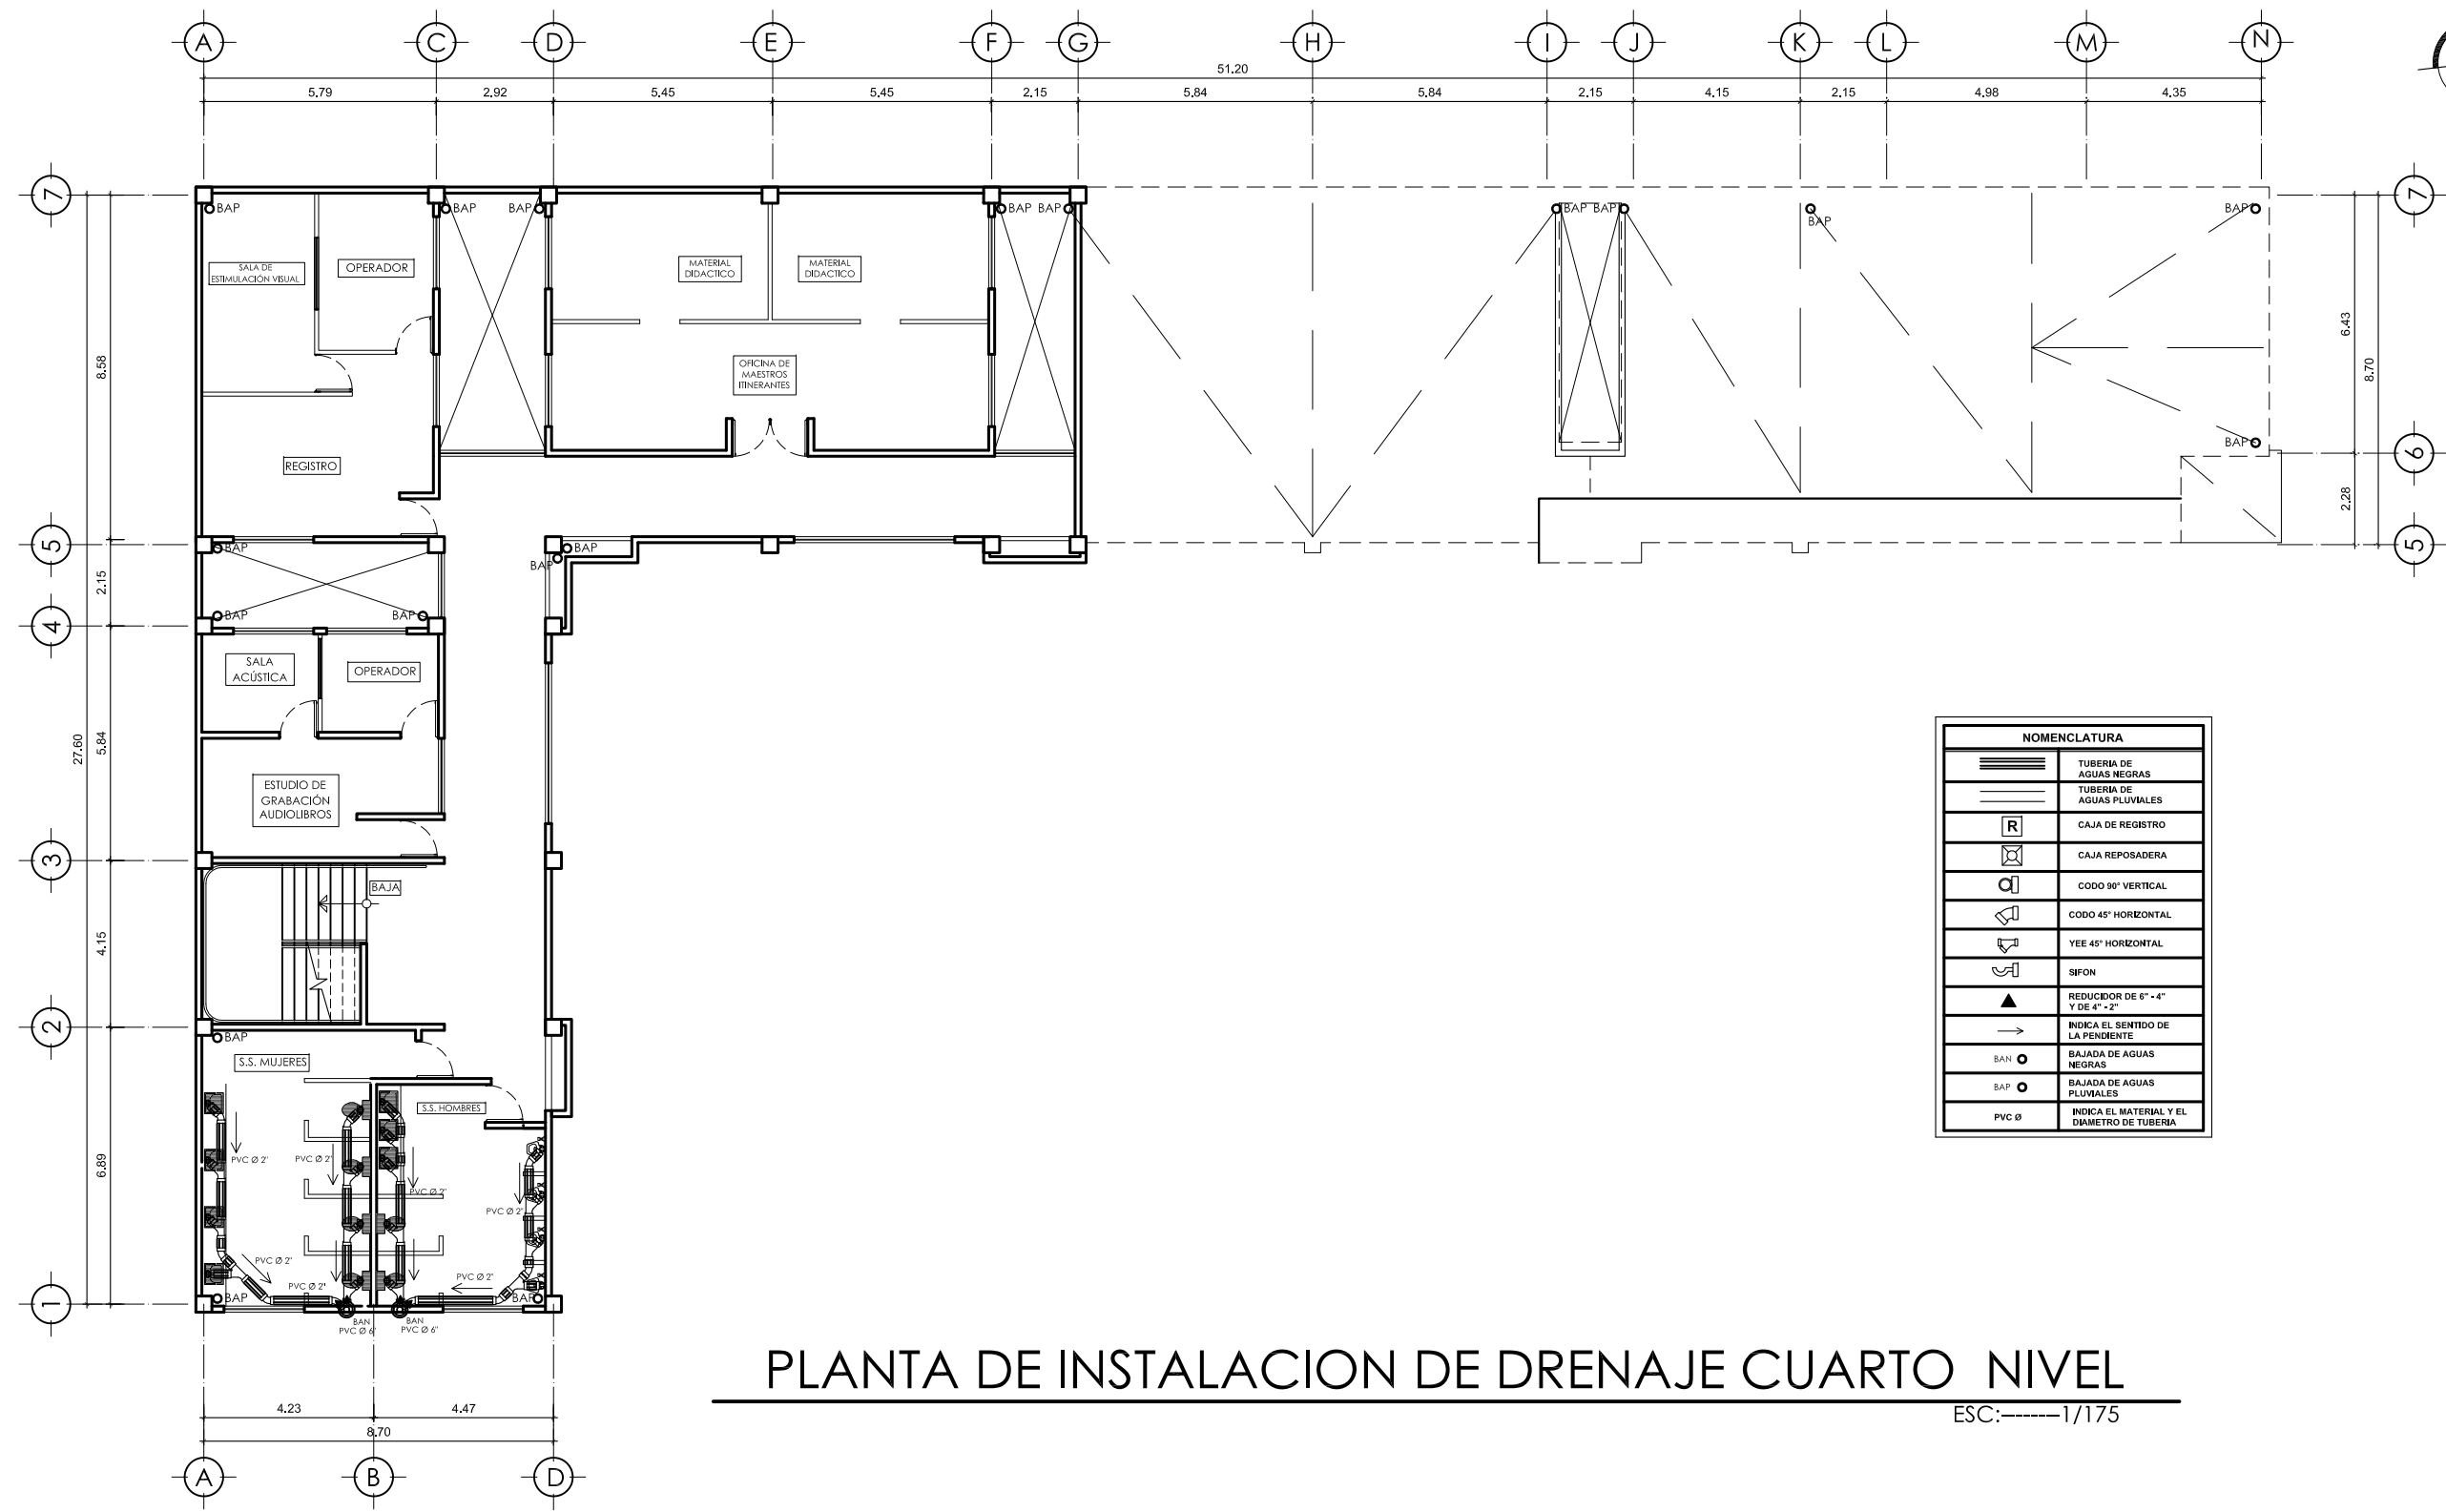 A C D E F G H I J K L M N
51.20
5.79 2.92 5.45 5.45 2.15 5.84 5.84 2.15 4.15 2.15 4.98 4.35
7 7
BAP BAP BAP BAP BAP BAP BAP BAP BAP
SALA DE
ESTIMULACIÓN VISUAL
OPERADOR
MATERIAL
DIDACTICO
MATERIAL
DIDACTICO
6.43
8.70
8.58
OFICINA DE
MAESTROS
ITINERANTES
BAP
6
REGISTRO
2.28
5 5
BAP BAP
BAP
2.15
BAP BAP
4
SALA
ACÚSTICA
OPERADOR
27.60
5.84
ESTUDIO DE
GRABACIÓN
AUDIOLIBROS
3
BAJA
4.15
2
BAP
S.S. MUJERES
S.S. HOMBRES
6.89
PVC Ø 2" PVC Ø 2"
PVC Ø 2"
PVC Ø 2"
PVC Ø 2"
PVC Ø 2"
PVC Ø 2"
1
BAP BAP
BAN
PVC Ø 6"
BAN
PVC Ø 6"
4.23 4.47
8.70
A B D
NOMENCLATURA
TUBERIA DE
AGUAS NEGRAS
TUBERIA DE
AGUAS PLUVIALES
R CAJA DE REGISTRO
CAJA REPOSADERA
CODO 90° VERTICAL
CODO 45° HORIZONTAL
YEE 45° HORIZONTAL
SIFON
REDUCIDOR DE 6" - 4"
Y DE 4" - 2"
INDICA EL SENTIDO DE
LA PENDIENTE
BAN BAJADA DE AGUAS
NEGRAS
BAP BAJADA DE AGUAS
PLUVIALES
PVC Ø INDICA EL MATERIAL Y EL
DIAMETRO DE TUBERIA
PLANTA DE INSTALACION DE DRENAJE CUARTO NIVEL
ESC:-------1/175